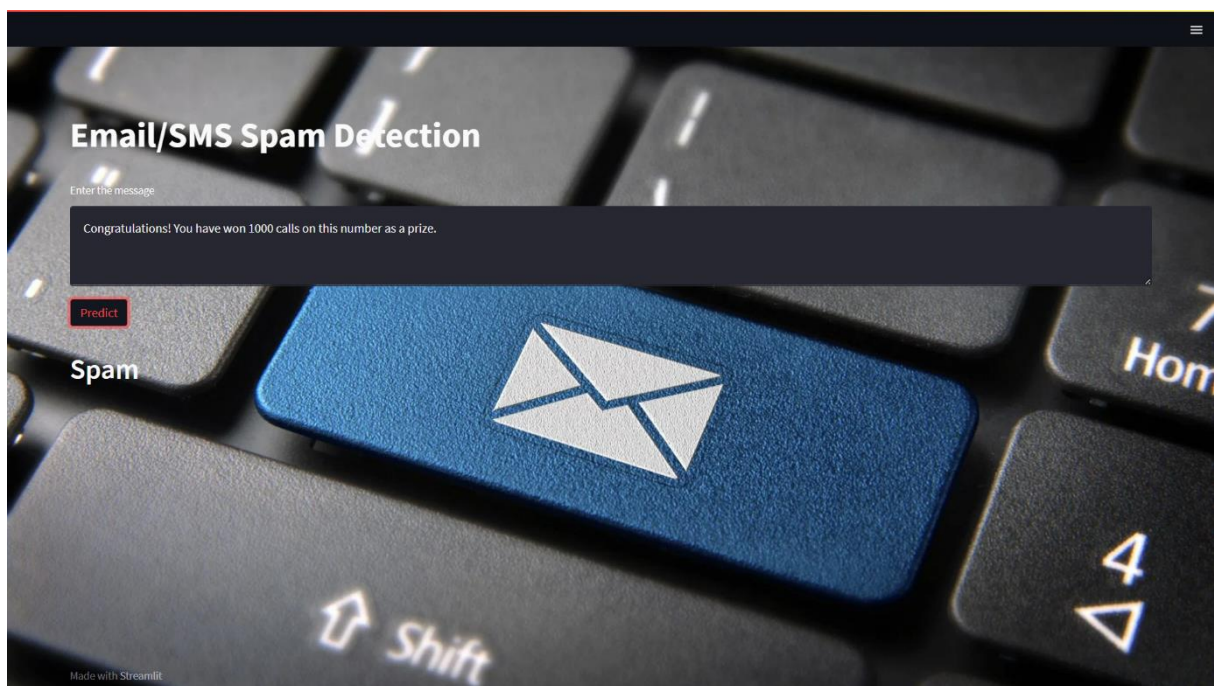 Email/SMS Spam Detection
Enter the message
Congratulations! You have won 1000 calls on this number as a prize.
Predict
Spam
7
Hom
4
Shift
Made with Streamlit